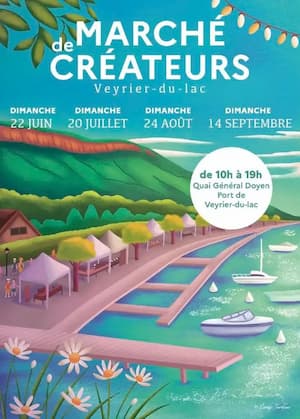 MARCHÉ
de
CRÉATEURS
Veyrier-du-lac
DIMANCHE DIMANCHE DIMANCHE DIMANCHE
22 JUIN 20 JUILLET 24 AOÛT 14 SEPTEMBRE
de 10h à 19h
Quai Général Doyen
Port de
Veyrier-du-lac